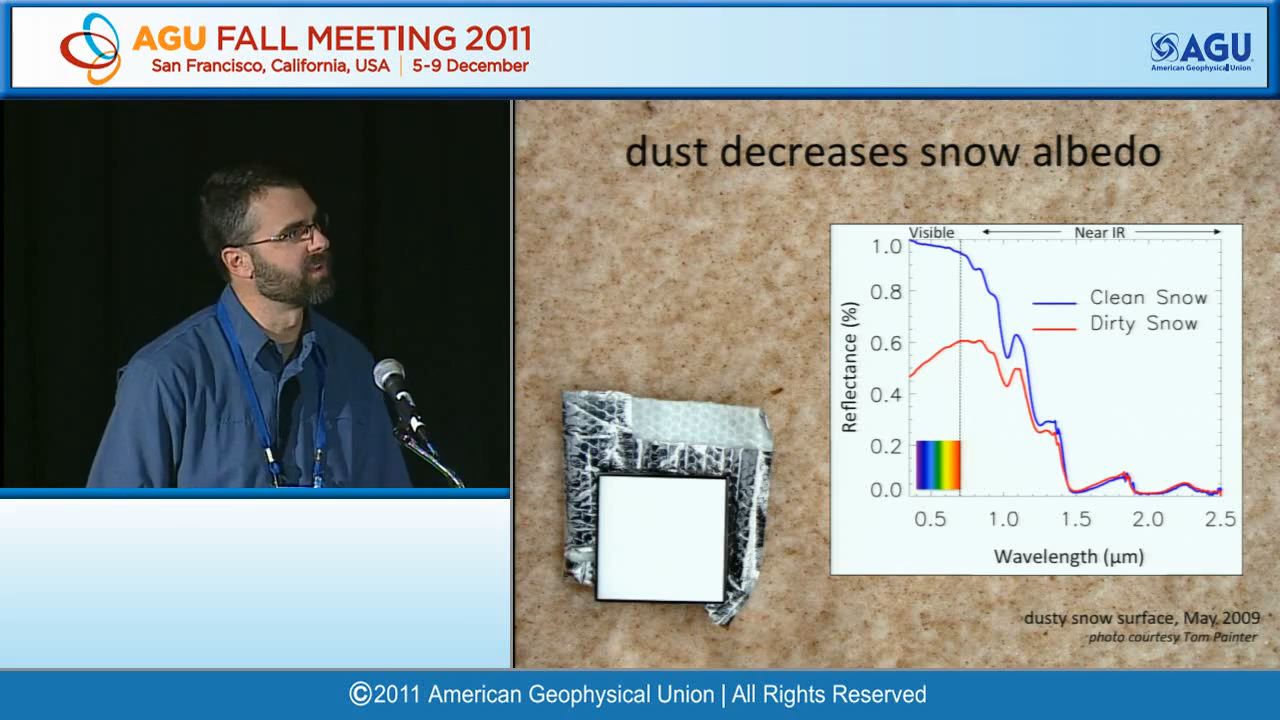 AGU FALL MEETING 2011
San Francisco, California, USA | 5-9 December
AGU
American Geophysical Union
dust decreases snow albedo
Visible Near IR
1.0
0.8
0.6
0.4
0.2
0.0
Reflectance (%)
Clean Snow
Dirty Snow
0.5 1.0 1.5 2.0 2.5
Wavelength (μm)
dusty snow surface, May 2009
photo courtesy Tom Painter
©2011 American Geophysical Union | All Rights Reserved